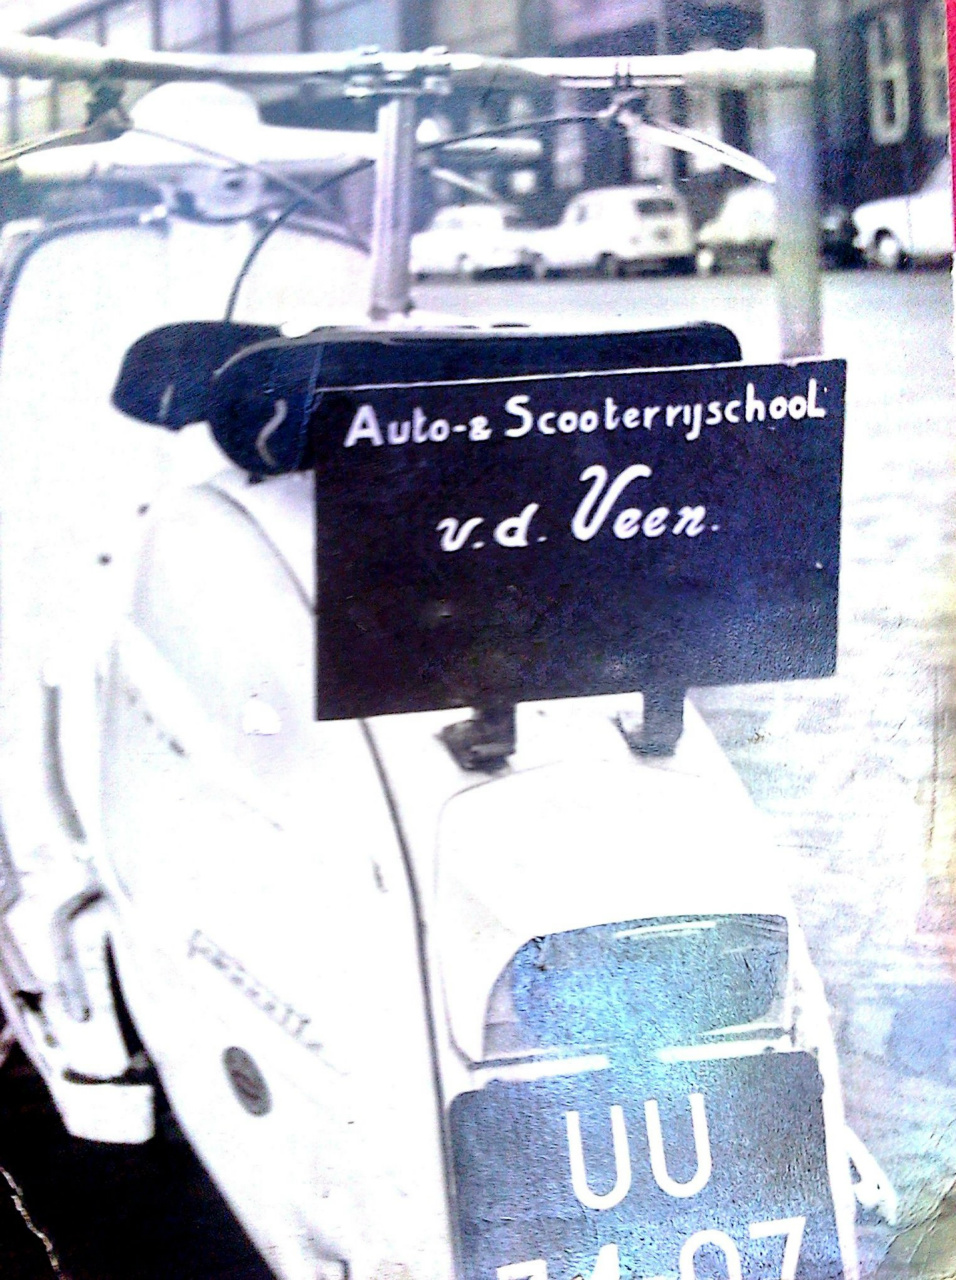 Auto-& Scooterrijschool
v.d. Veen.
UU